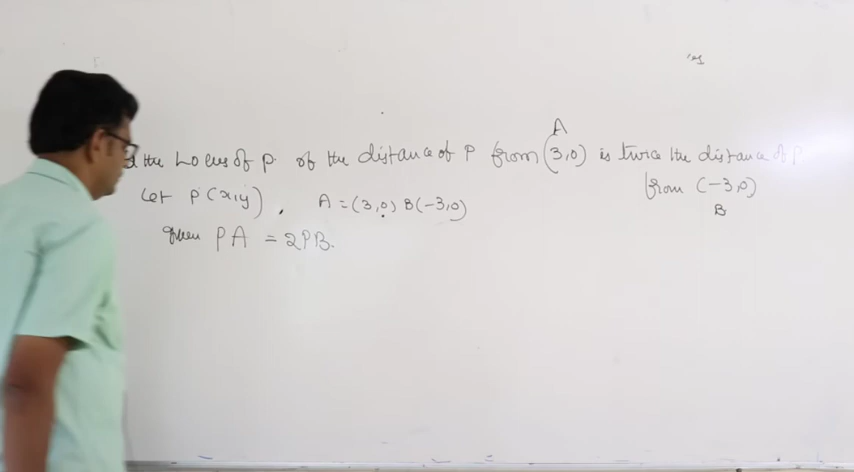 the Locus of P. of the distance of P from (3,0) is twice the distance of P
A
from (-3,0)
B
Let P(x,y), A = (3,0) B(-3,0)
given PA = 2PB.